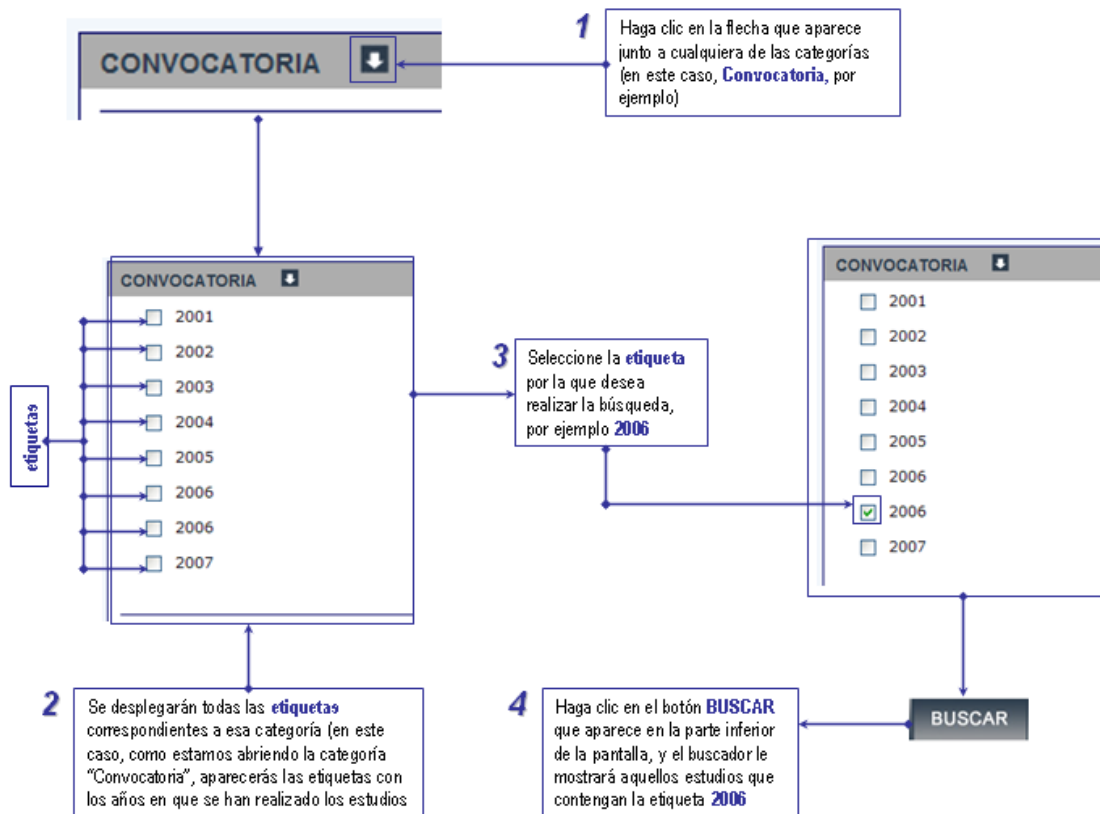 CONVOCATORIA
1
Haga clic en la flecha que aparece
junto a cualquiera de las categorías
(en este caso, Convocatoria, por
ejemplo)
CONVOCATORIA
2001
2002
2003
2004
2005
2006
2006
2007
etiquetas
2
Se desplegarán todas las etiquetas
correspondientes a esa categoría (en este
caso, como estamos abriendo la categoría
“Convocatoria”, aparecerás las etiquetas con
los años en que se han realizado los estudios
3
Seleccione la etiqueta
por la que desea
realizar la búsqueda,
por ejemplo 2006
CONVOCATORIA
2001
2002
2003
2004
2005
2006
2006
2007
4
Haga clic en el botón BUSCAR
que aparece en la parte inferior
de la pantalla, y el buscador le
mostrará aquellos estudios que
contengan la etiqueta 2006
BUSCAR